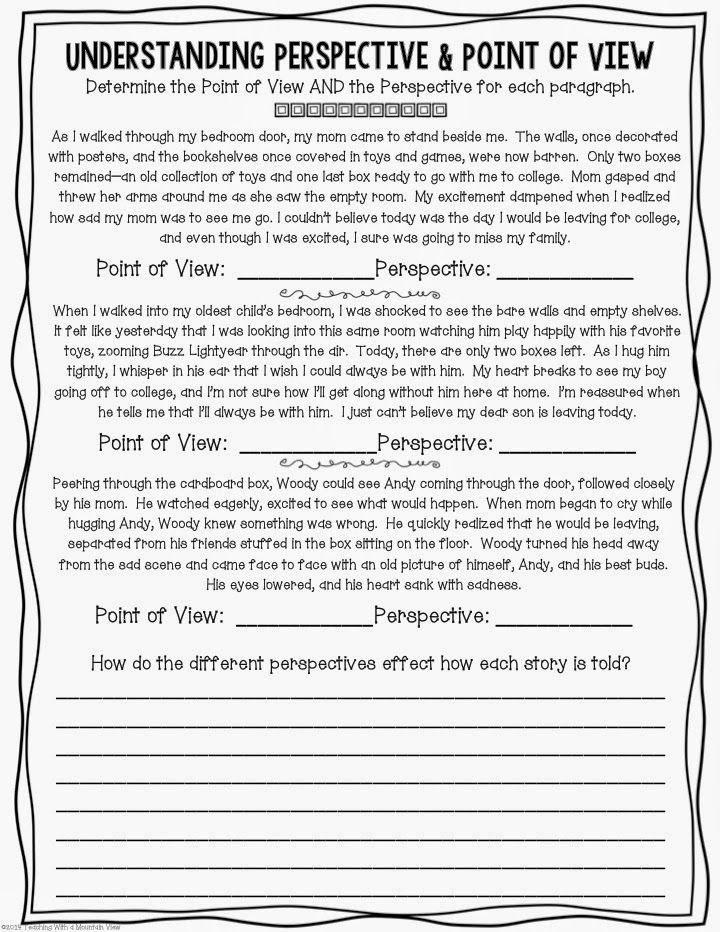 UNDERSTANDING PERSPECTIVE & POINT OF VIEW
Determine the Point of View AND the Perspective for each paragraph.
As I walked through my bedroom door, my mom came to stand beside me. The walls, once decorated
with posters, and the bookshelves once covered in toys and games, were now barren. Only two boxes
remained—an old collection of toys and one last box ready to go with me to college. Mom gasped and
threw her arms around me as she saw the empty room. My excitement dampened when I realized
how sad my mom was to see me go. I couldn't believe today was the day I would be leaving for college,
and even though I was excited, I sure was going to miss my family.
Point of View: ____________Perspective: ____________
When I walked into my oldest child's bedroom, I was shocked to see the bare walls and empty shelves.
It felt like yesterday that I was looking into this same room watching him play happily with his favorite
toys, zooming Buzz Lightyear through the air. Today, there are only two boxes left. As I hug him
tightly, I whisper in his ear that I wish I could always be with him. My heart breaks to see my boy
going off to college, and I'm not sure how I'll get along without him here at home. I'm reassured when
he tells me that I'll always be with him. I just can't believe my dear son is leaving today.
Point of View: ____________Perspective: ____________
Peering through the cardboard box, Woody could see Andy coming through the door, followed closely
by his mom. He watched eagerly, excited to see what would happen. When mom began to cry while
hugging Andy, Woody knew something was wrong. He quickly realized that he would be leaving,
separated from his friends stuffed in the box sitting on the floor. Woody turned his head away
from the sad scene and came face to face with an old picture of himself, Andy, and his best buds.
His eyes lowered, and his heart sank with sadness.
Point of View: ____________Perspective: ____________
How do the different perspectives effect how each story is told?
©2014 Teaching With a Mountain View